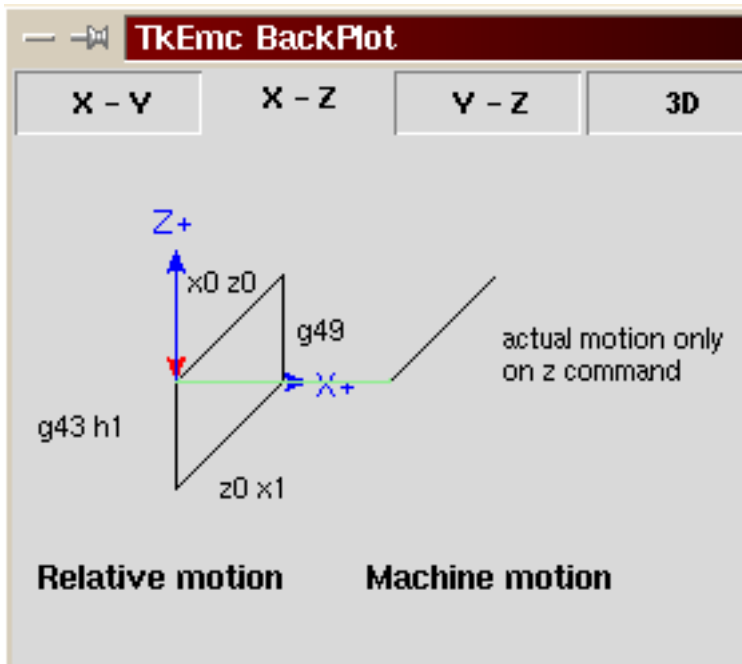 TkEmc BackPlot
X - Y
X - Z
Y - Z
3D
Z+
x0 z0
g49
actual motion only
on z command
X+
g43 h1
z0 x1
Relative motion
Machine motion